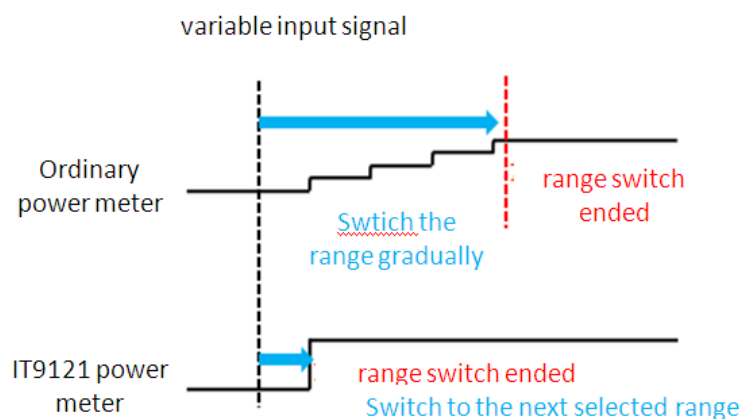 variable input signal
Ordinary
power meter
range switch
ended
Swtich the
range gradually
IT9121 power
meter
range switch ended
Switch to the next selected range